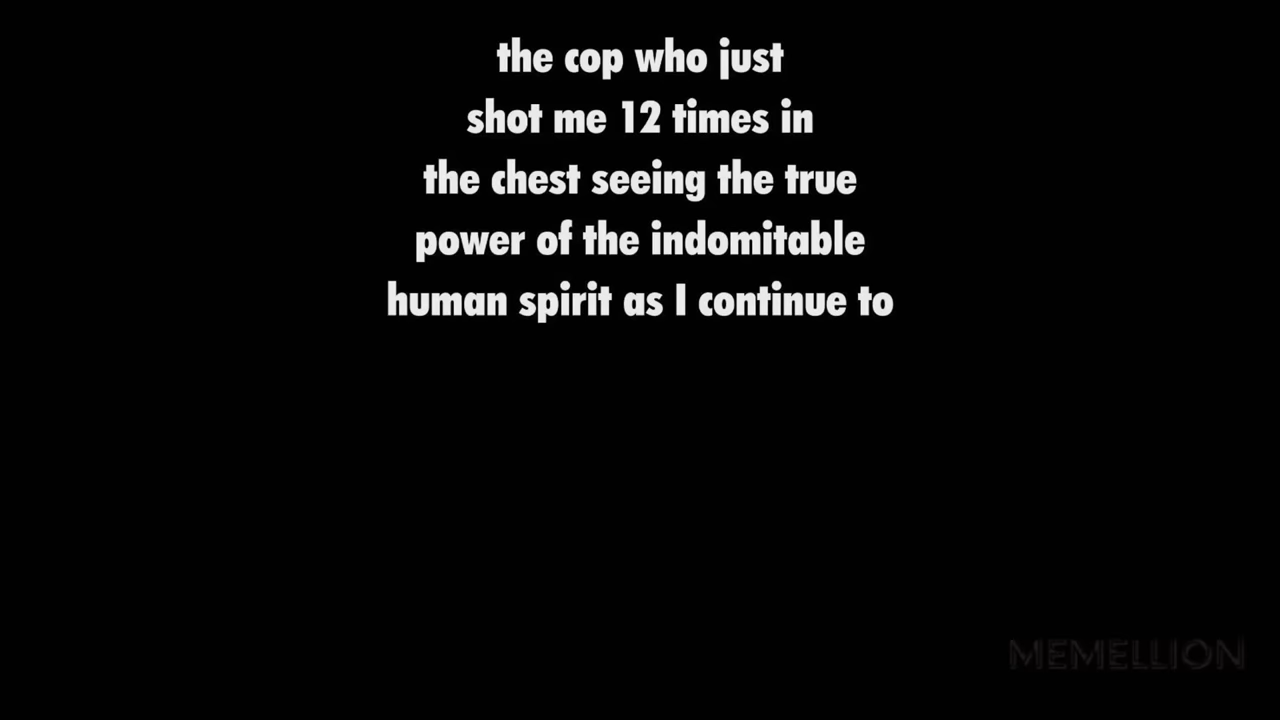 the cop who just
shot me 12 times in
the chest seeing the true
power of the indomitable
human spirit as I continue to
MEMELLION